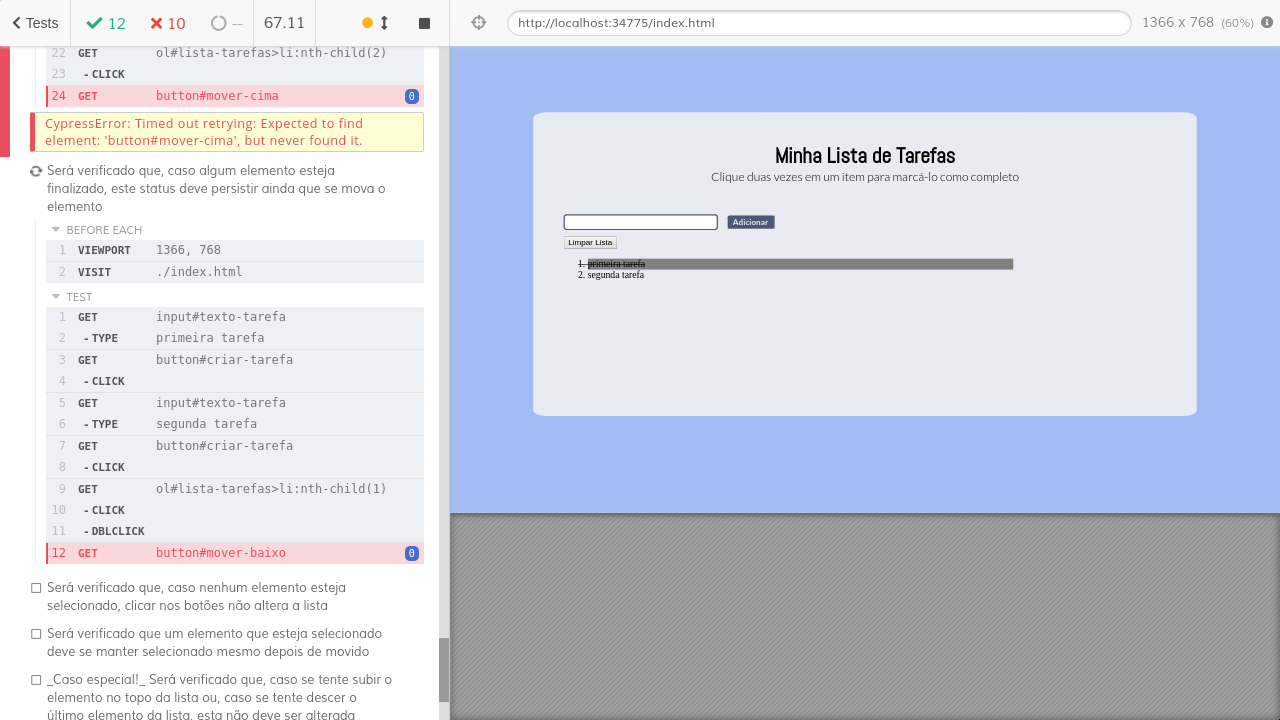 Tests
12
10
--
67.11
http://localhost:34775/index.html
1366 x 768 (60%)
22 GET ol#lista-tarefas>li:nth-child(2)
23 -CLICK
24 GET button#mover-cima 0
CypressError: Timed out retrying: Expected to find
element: 'button#mover-cima', but never found it.
Será verificado que, caso algum elemento esteja
finalizado, este status deve persistir ainda que se mova o
elemento
BEFORE EACH
1 VIEWPORT 1366, 768
2 VISIT ./index.html
TEST
1 GET input#texto-tarefa
2 -TYPE primeira tarefa
3 GET button#criar-tarefa
4 -CLICK
5 GET input#texto-tarefa
6 -TYPE segunda tarefa
7 GET button#criar-tarefa
8 -CLICK
9 GET ol#lista-tarefas>li:nth-child(1)
10 -CLICK
11 -DBLCLICK
12 GET button#mover-baixo 0
Será verificado que, caso nenhum elemento esteja
selecionado, clicar nos botões não altera a lista
Será verificado que um elemento que esteja selecionado
deve se manter selecionado mesmo depois de movido
_Caso especial!_ Será verificado que, caso se tente subir o
elemento no topo da lista ou, caso se tente descer o
último elemento da lista, esta não deve ser alterada
Minha Lista de Tarefas
Clique duas vezes em um item para marcá-lo como completo
Adicionar
Limpar Lista
1. primeira tarefa
2. segunda tarefa